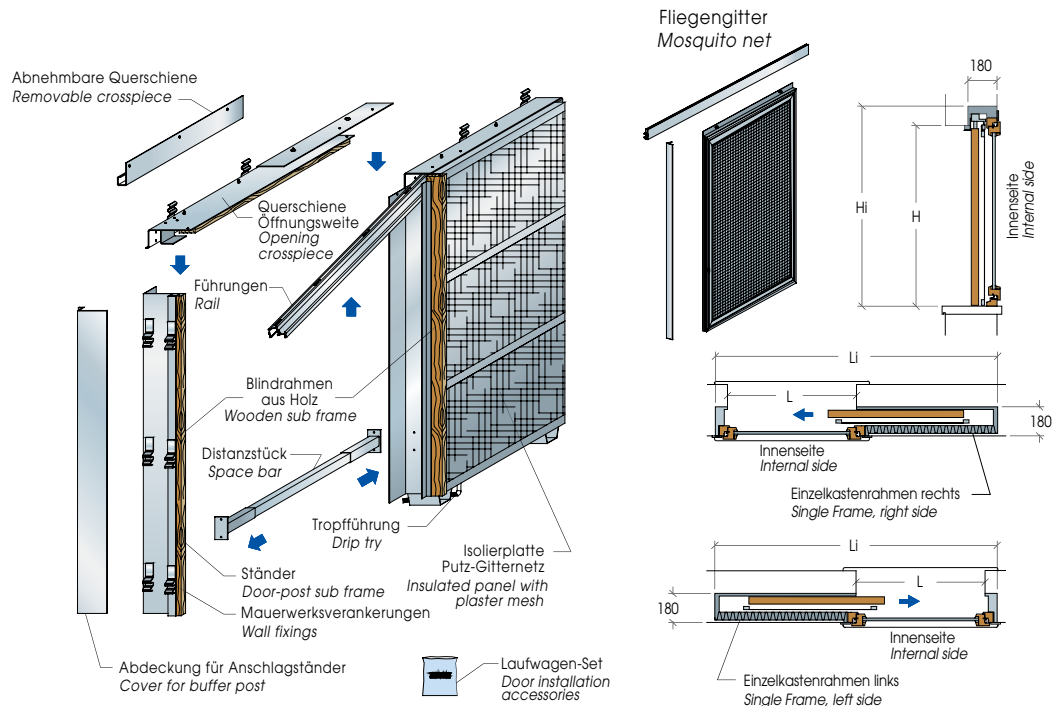 Abnehmbare Querschiene
Removable crosspiece
Querschiene
Öffnungsweite
Opening
crosspiece
Führungen
Rail
Blindrahmen
aus Holz
Wooden sub frame
Distanzstück
Space bar
Tropfführung
Drip try
Isolierplatte
Putz-Gitternetz
Insulated panel with
plaster mesh
Ständer
Door-post sub frame
Mauerwerksverankerungen
Wall fixings
Abdeckung für Anschlagständer
Cover for buffer post
Laufwagen-Set
Door installation
accessories
Fliegengitter
Mosquito net
180
Hi
H
Innenseite
Internal side
Li
L
180
Innenseite
Internal side
Einzelkastenrahmen rechts
Single Frame, right side
Li
L
180
Innenseite
Internal side
Einzelkastenrahmen links
Single Frame, left side